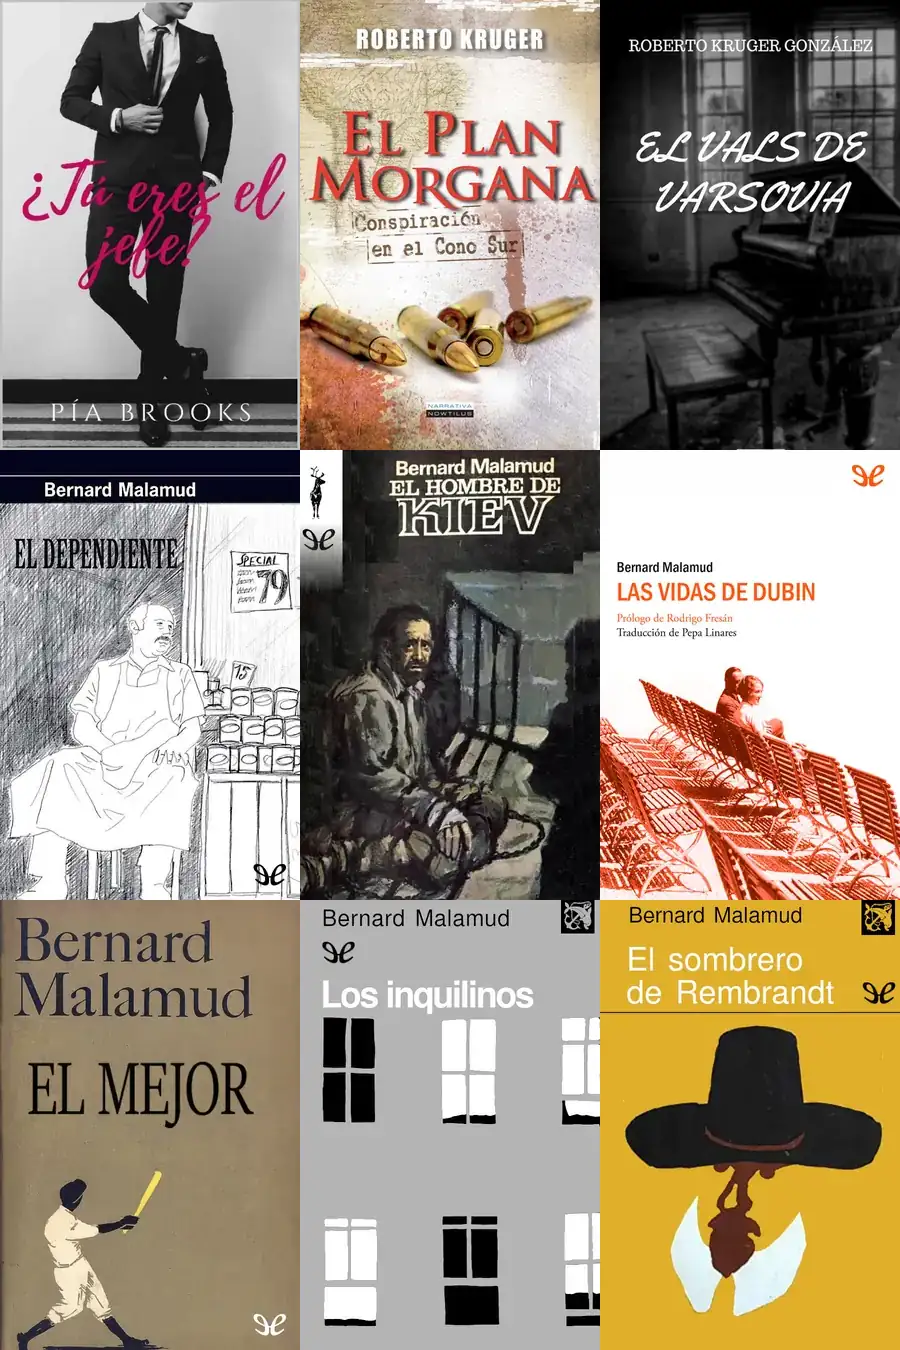 ¿Tú eres el
jefe?
PÍA BROOKS
ROBERTO KRUGER
EL PLAN
MORGANA
Conspiración
en el Cono Sur
NARRATIVA
NOWTILUS
ROBERTO KRUGER GONZÁLEZ
EL VALS DE
VARSOVIA
Bernard Malamud
EL DEPENDIENTE
SPECIAL
79
15
Bernard Malamud
EL HOMBRE DE
KIEV
Bernard Malamud
LAS VIDAS DE DUBIN
Prólogo de Rodrigo Fresán
Traducción de Pepa Linares
Bernard
Malamud
EL MEJOR
Bernard Malamud
Los inquilinos
Bernard Malamud
El sombrero
de Rembrandt